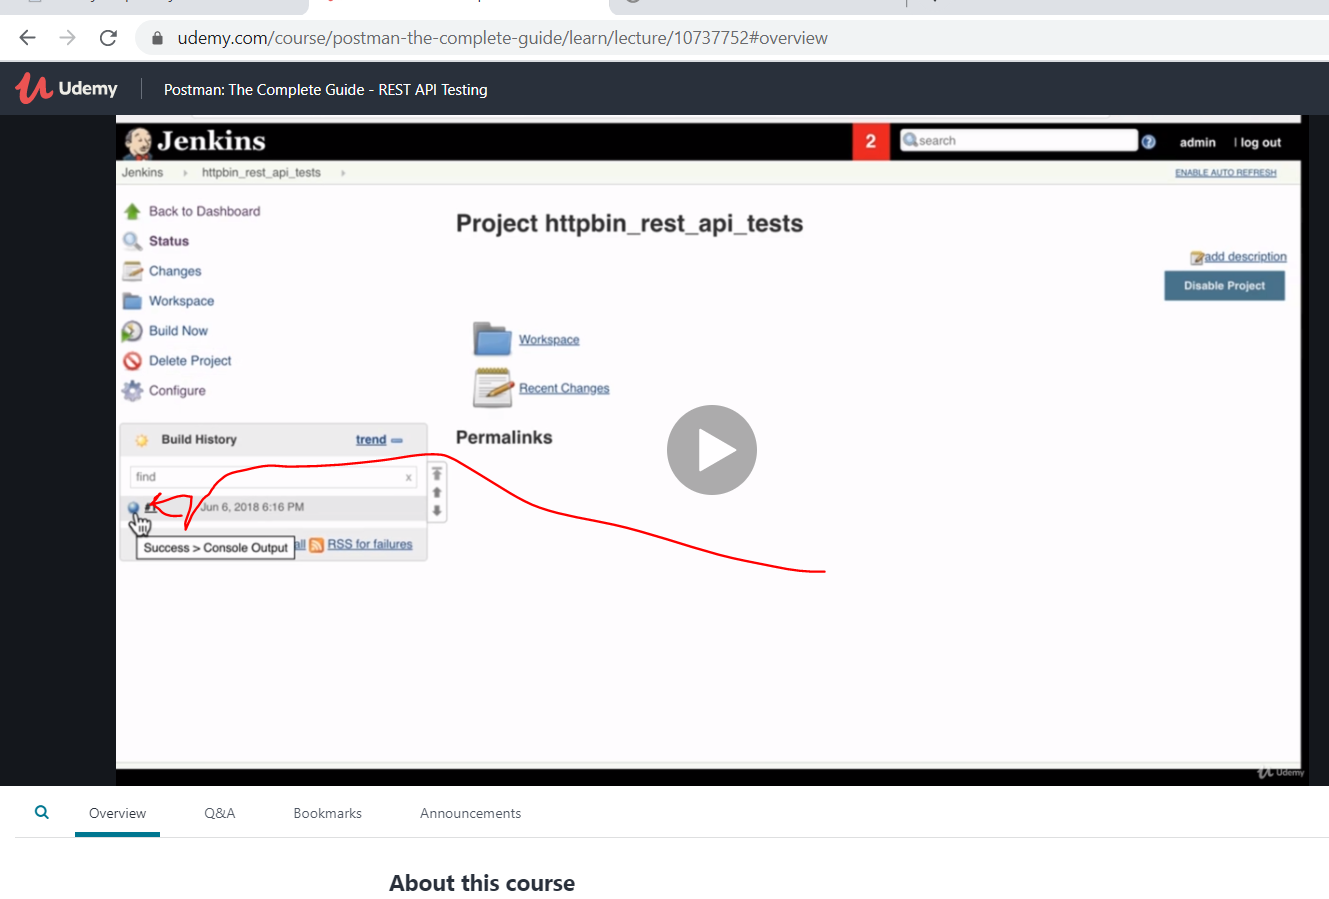 udemy.com/course/postman-the-complete-guide/learn/lecture/10737752#overview
Udemy
Postman: The Complete Guide - REST API Testing
Jenkins
2
search
admin
log out
Jenkins
httpbin_rest_api_tests
ENABLE AUTO REFRESH
Back to Dashboard
Status
Changes
Workspace
Build Now
Delete Project
Configure
Project httpbin_rest_api_tests
add description
Disable Project
Workspace
Recent Changes
Permalinks
Build History
trend
find
x
Jun 6, 2018 6:16 PM
Success > Console Output
all
RSS for failures
Udemy
Overview
Q&A
Bookmarks
Announcements
About this course